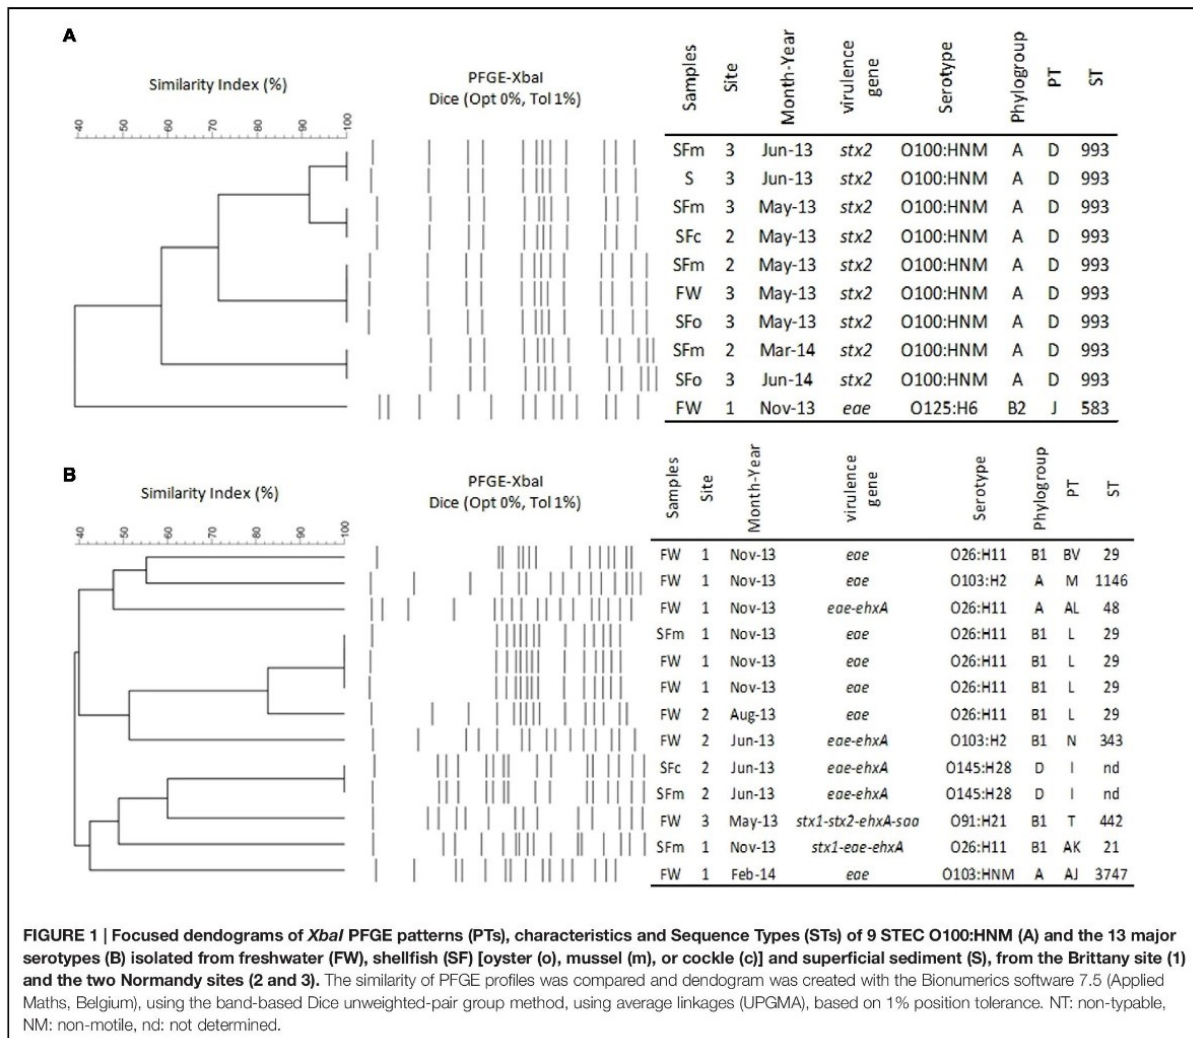 A
Similarity Index (%)
PFGE-XbaI
Dice (Opt 0%, Tol 1%)
Samples Site Month-Year virulence gene Serotype Phylogroup PT ST
40 50 60 70 80 90 100
SFm 3 Jun-13 stx2 O100:HNM A D 993
S 3 Jun-13 stx2 O100:HNM A D 993
SFm 3 May-13 stx2 O100:HNM A D 993
SFc 2 May-13 stx2 O100:HNM A D 993
SFm 2 May-13 stx2 O100:HNM A D 993
FW 3 May-13 stx2 O100:HNM A D 993
SFo 3 May-13 stx2 O100:HNM A D 993
SFm 2 Mar-14 stx2 O100:HNM A D 993
SFo 3 Jun-14 stx2 O100:HNM A D 993
FW 1 Nov-13 eae O125:H6 B2 J 583
B
Similarity Index (%)
PFGE-XbaI
Dice (Opt 0%, Tol 1%)
Samples Site Month-Year virulence gene Serotype Phylogroup PT ST
40 50 60 70 80 90 100
FW 1 Nov-13 eae O26:H11 B1 BV 29
FW 1 Nov-13 eae O103:H2 A M 1146
FW 1 Nov-13 eae-ehxA O26:H11 A AL 48
SFm 1 Nov-13 eae O26:H11 B1 L 29
FW 1 Nov-13 eae O26:H11 B1 L 29
FW 1 Nov-13 eae O26:H11 B1 L 29
FW 2 Aug-13 eae O26:H11 B1 L 29
FW 2 Jun-13 eae-ehxA O103:H2 B1 N 343
SFc 2 Jun-13 eae-ehxA O145:H28 D I nd
SFm 2 Jun-13 eae-ehxA O145:H28 D I nd
FW 3 May-13 stx1-stx2-ehxA-saa O91:H21 B1 T 442
SFm 1 Nov-13 stx1-eae-ehxA O26:H11 B1 AK 21
FW 1 Feb-14 eae O103:HNM A AJ 3747
FIGURE 1 | Focused dendograms of XbaI PFGE patterns (PTs), characteristics and Sequence Types (STs) of 9 STEC O100:HNM (A) and the 13 major
serotypes (B) isolated from freshwater (FW), shellfish (SF) [oyster (o), mussel (m), or cockle (c)] and superficial sediment (S), from the Brittany site (1)
and the two Normandy sites (2 and 3). The similarity of PFGE profiles was compared and dendogram was created with the Bionumerics software 7.5 (Applied
Maths, Belgium), using the band-based Dice unweighted-pair group method, using average linkages (UPGMA), based on 1% position tolerance. NT: non-typable,
NM: non-motile, nd: not determined.